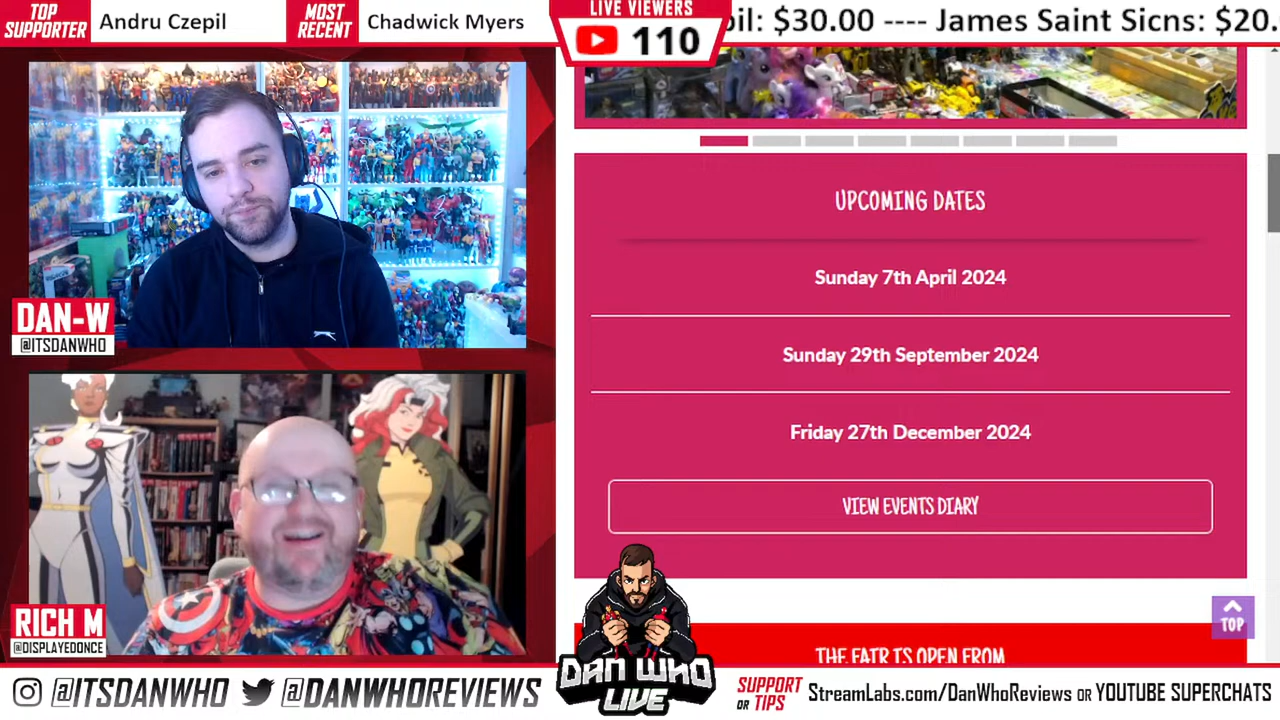 TOP
SUPPORTER
Andru Czepil
MOST
RECENT
Chadwick Myers
LIVE VIEWERS
110
pil: $30.00 ---- James Saint Sicns: $20.
DAN-W
@ITSDANWHO
RICH M
@DISPLAYEDONCE
UPCOMING DATES
Sunday 7th April 2024
Sunday 29th September 2024
Friday 27th December 2024
VIEW EVENTS DIARY
TOP
THE FAIR IS OPEN FROM
@ITSDANWHO
@DANWHOREVIEWS
DAN WHO
LIVE
SUPPORT
OR TIPS
StreamLabs.com/DanWhoReviews OR YOUTUBE SUPERCHATS